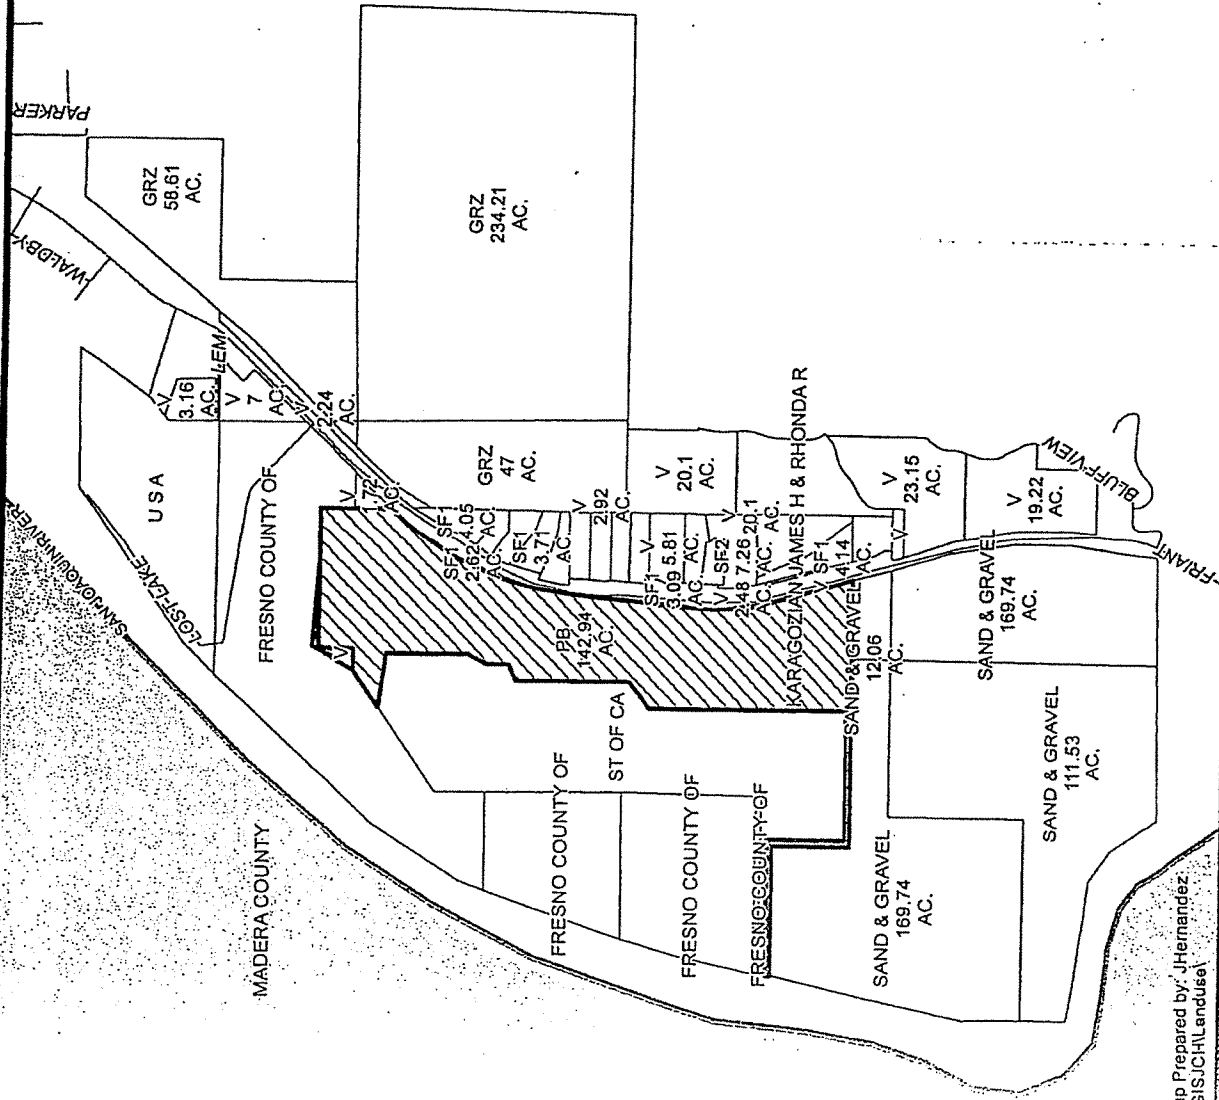 PARKER
WALDBY
GRZ
58.61
AC.
GRZ
234.21
AC.
LEM
V
3.16
AC.
V
7
AC.
V
2.24
AC.
USA
FRESNO COUNTY OF
SAN JOAQUIN RIVER
LOST LAKE
V
1.72
AC.
GRZ
47
AC.
SF1
2.62
AC.
SF1
4.05
AC.
SF1
3.71
AC.
V
2.92
AC.
V
20.1
AC.
SF1
3.09
AC.
V
5.81
AC.
V
2.48
AC.
SF2
7.26
AC.
V
20.1
AC.
KARAGOZIAN JAMES H & RHONDA R
SF1
4.14
AC.
V
V
23.15
AC.
V
19.22
AC.
BLUFF VIEW
FRIANT
V
PB
142.94
AC.
SAND & GRAVEL
12.06
AC.
SAND & GRAVEL
169.74
AC.
ST OF CA
SAND & GRAVEL
111.53
AC.
FRESNO COUNTY OF
FRESNO COUNTY OF
FRESNO COUNTY OF
SAND & GRAVEL
169.74
AC.
MADERA COUNTY
ap Prepared by: JHernandez
GISJCH\Landuse\